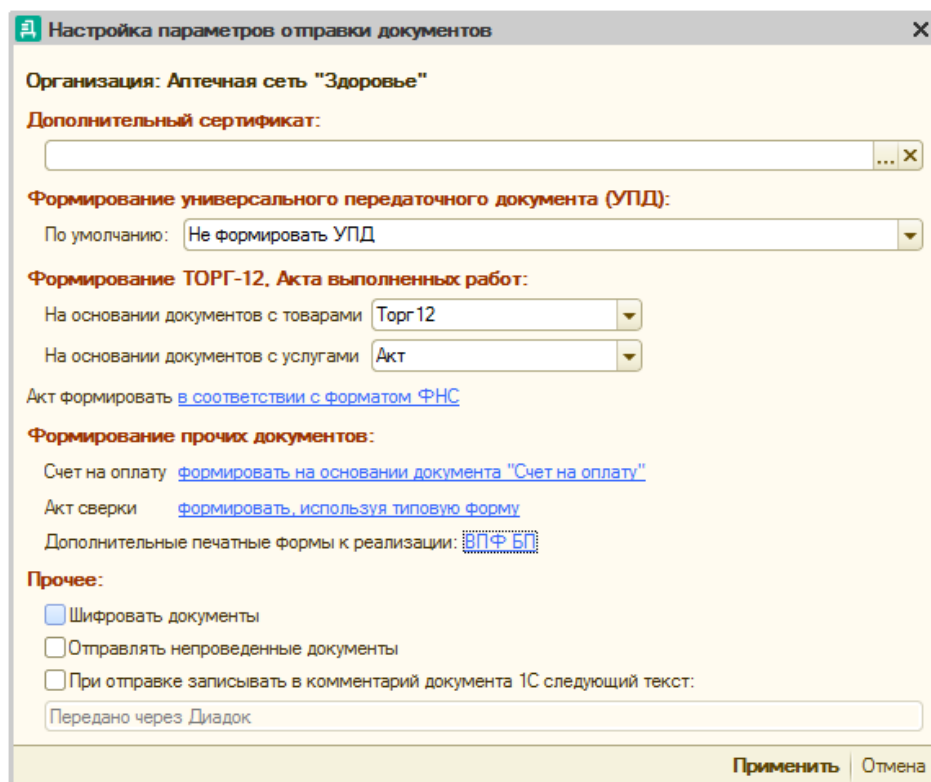 Настройка параметров отправки документов
Организация: Аптечная сеть "Здоровье"
Дополнительный сертификат:
...
Формирование универсального передаточного документа (УПД):
По умолчанию: Не формировать УПД
Формирование ТОРГ-12, Акта выполненных работ:
На основании документов с товарами Торг12
На основании документов с услугами Акт
Акт формировать в соответствии с форматом ФНС
Формирование прочих документов:
Счет на оплату формировать на основании документа "Счет на оплату"
Акт сверки формировать, используя типовую форму
Дополнительные печатные формы к реализации: ВПФ БП
Прочее:
Шифровать документы
Отправлять непроведенные документы
При отправке записывать в комментарий документа 1С следующий текст:
Передано через Диадок
Применить Отмена